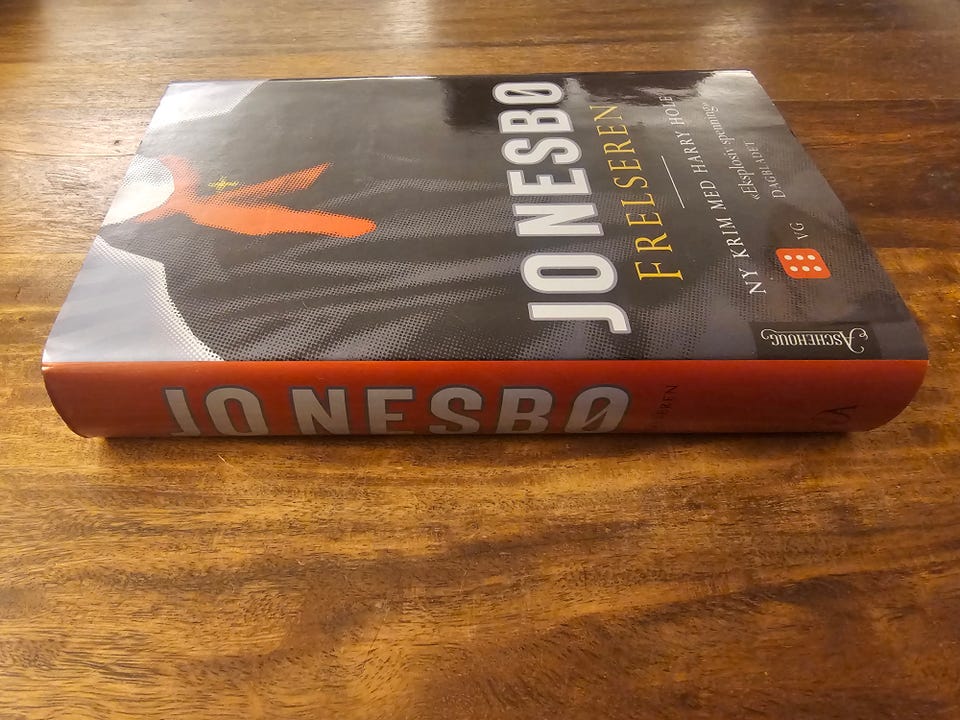 JO NESBØ
FRELSEREN
NY KRIM MED HARRY HOLE
«Eksplosiv spenning»
DAGBLADET
VG
ASCHEHOUG
JO NESBØ